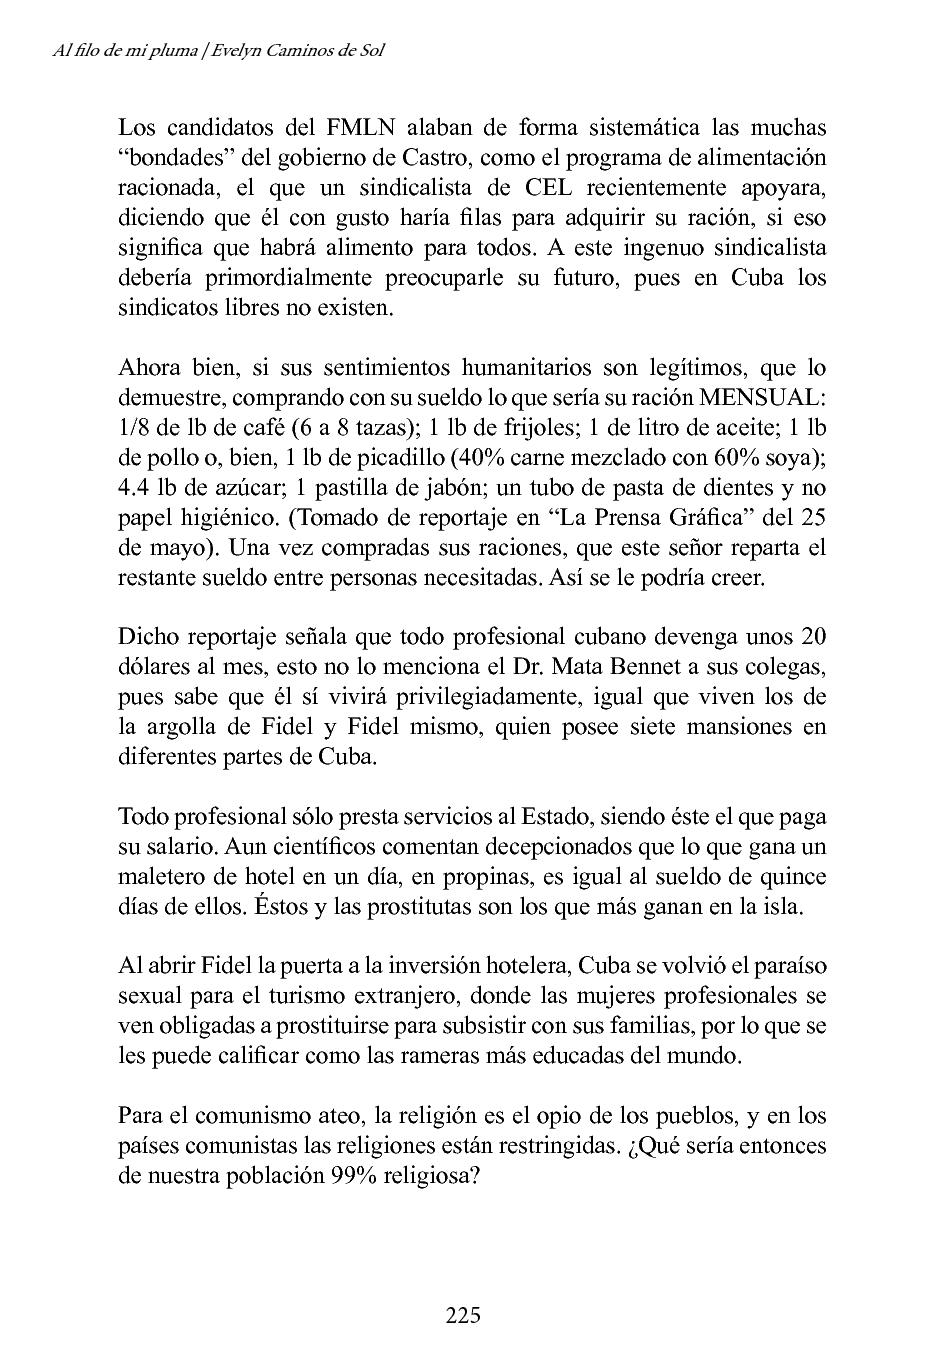 Al filo de mi pluma | Evelyn Caminos de Sol
Los candidatos del FMLN alaban de forma sistemática las muchas
“bondades” del gobierno de Castro, como el programa de alimentación
racionada, el que un sindicalista de CEL recientemente apoyara,
diciendo que él con gusto haría filas para adquirir su ración, si eso
significa que habrá alimento para todos. A este ingenuo sindicalista
debería primordialmente preocuparle su futuro, pues en Cuba los
sindicatos libres no existen.
Ahora bien, si sus sentimientos humanitarios son legítimos, que lo
demuestre, comprando con su sueldo lo que sería su ración MENSUAL:
1/8 de lb de café (6 a 8 tazas); 1 lb de frijoles; 1 de litro de aceite; 1 lb
de pollo o, bien, 1 lb de picadillo (40% carne mezclado con 60% soya);
4.4 lb de azúcar; 1 pastilla de jabón; un tubo de pasta de dientes y no
papel higiénico. (Tomado de reportaje en “La Prensa Gráfica” del 25
de mayo). Una vez compradas sus raciones, que este señor reparta el
restante sueldo entre personas necesitadas. Así se le podría creer.
Dicho reportaje señala que todo profesional cubano devenga unos 20
dólares al mes, esto no lo menciona el Dr. Mata Bennet a sus colegas,
pues sabe que él sí vivirá privilegiadamente, igual que viven los de
la argolla de Fidel y Fidel mismo, quien posee siete mansiones en
diferentes partes de Cuba.
Todo profesional sólo presta servicios al Estado, siendo éste el que paga
su salario. Aun científicos comentan decepcionados que lo que gana un
maletero de hotel en un día, en propinas, es igual al sueldo de quince
días de ellos. Éstos y las prostitutas son los que más ganan en la isla.
Al abrir Fidel la puerta a la inversión hotelera, Cuba se volvió el paraíso
sexual para el turismo extranjero, donde las mujeres profesionales se
ven obligadas a prostituirse para subsistir con sus familias, por lo que se
les puede calificar como las rameras más educadas del mundo.
Para el comunismo ateo, la religión es el opio de los pueblos, y en los
países comunistas las religiones están restringidas. ¿Qué sería entonces
de nuestra población 99% religiosa?
225